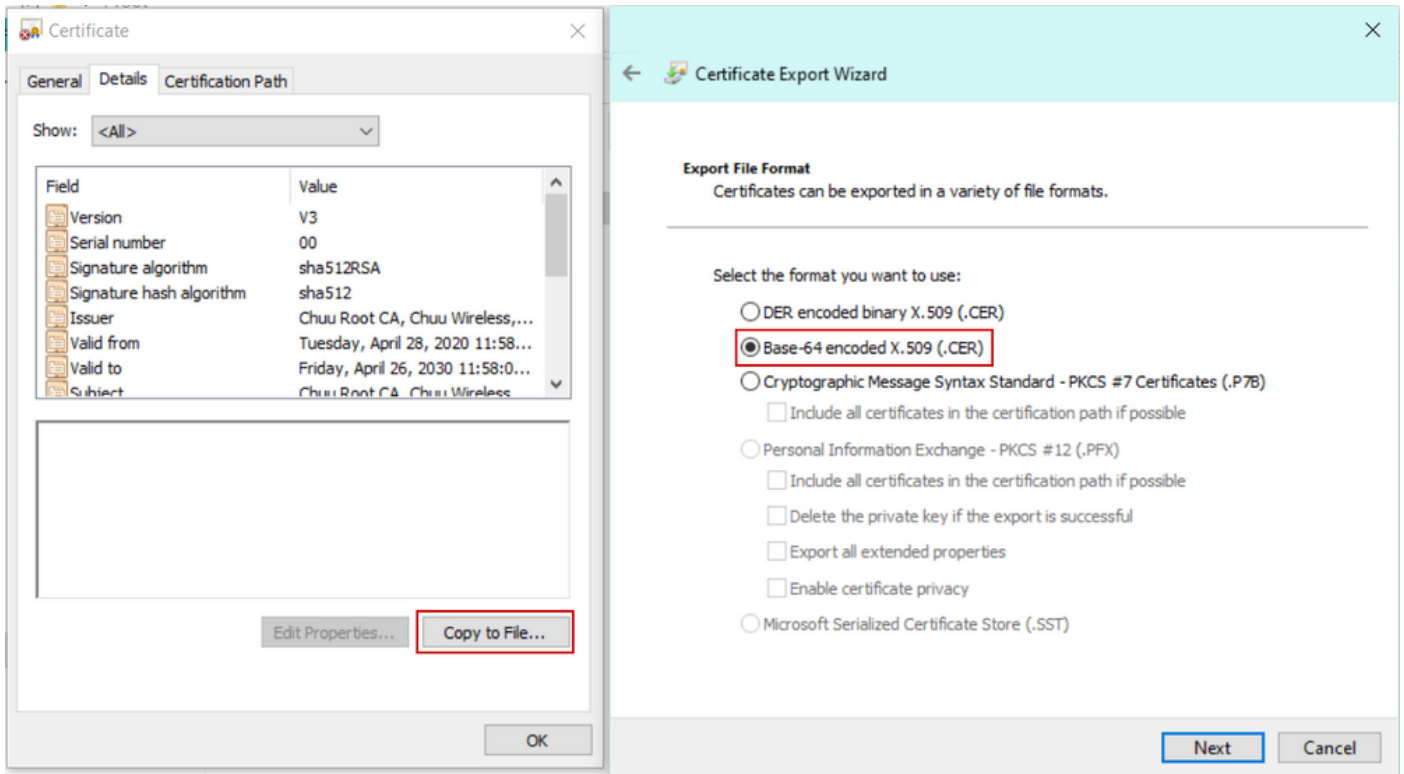 Certificate
General Details Certification Path
Show: <All>
Field Value
Version V3
Serial number 00
Signature algorithm sha512RSA
Signature hash algorithm sha512
Issuer Chuu Root CA, Chuu Wireless,...
Valid from Tuesday, April 28, 2020 11:58...
Valid to Friday, April 26, 2030 11:58:0...
Subject Chuu Root CA, Chuu Wireless
Edit Properties... Copy to File...
OK
Certificate Export Wizard
Export File Format
Certificates can be exported in a variety of file formats.
Select the format you want to use:
DER encoded binary X.509 (.CER)
Base-64 encoded X.509 (.CER)
Cryptographic Message Syntax Standard - PKCS #7 Certificates (.P7B)
Include all certificates in the certification path if possible
Personal Information Exchange - PKCS #12 (.PFX)
Include all certificates in the certification path if possible
Delete the private key if the export is successful
Export all extended properties
Enable certificate privacy
Microsoft Serialized Certificate Store (.SST)
Next Cancel